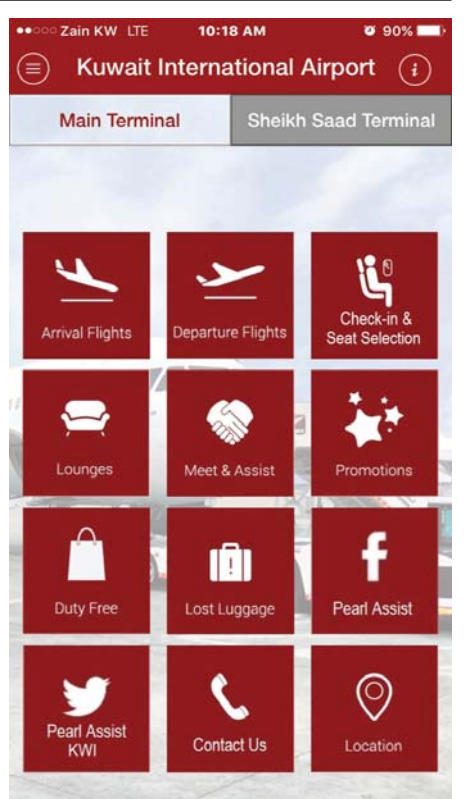 Zain KW LTE 10:18 AM 90%
Kuwait International Airport i
Main Terminal Sheikh Saad Terminal
Arrival Flights
Departure Flights
Check-in &
Seat Selection
Lounges
Meet & Assist
Promotions
Duty Free
Lost Luggage
Pearl Assist
Pearl Assist
KWI
Contact Us
Location